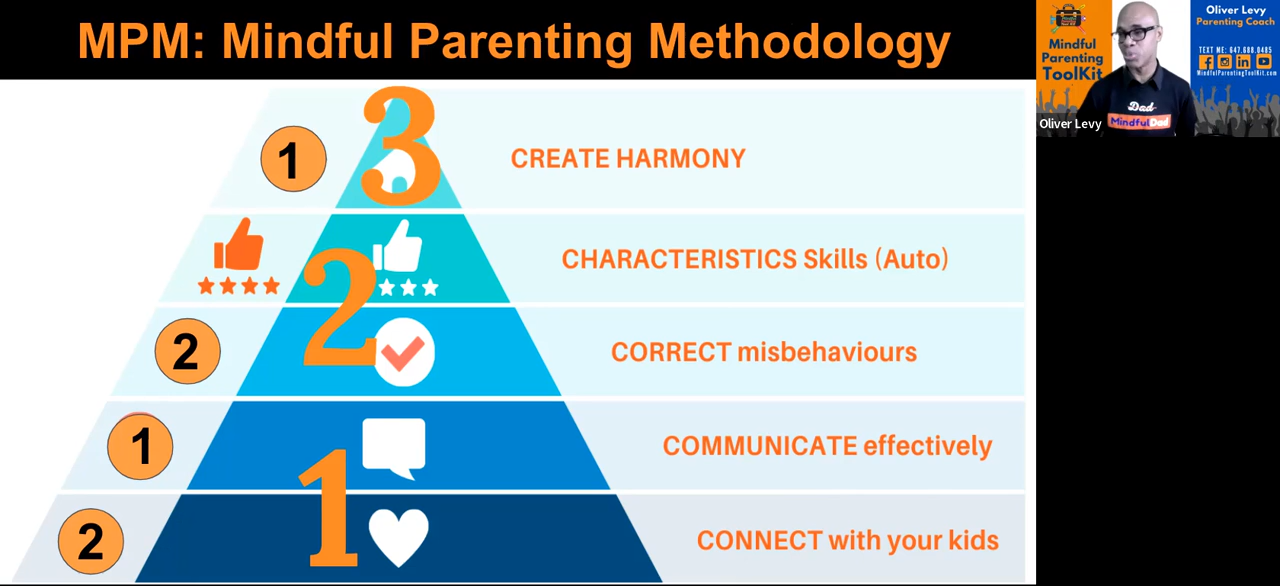 MPM: Mindful Parenting Methodology
3
1
CREATE HARMONY
CHARACTERISTICS Skills (Auto)
2
2
CORRECT misbehaviours
1
COMMUNICATE effectively
1
2
CONNECT with your kids
Mindful
Parenting
ToolKit
Oliver Levy
Parenting Coach
TEXT ME: 647.688.0485
MindfulParentingToolKit.com
Dad
MindfulDad
Oliver Levy